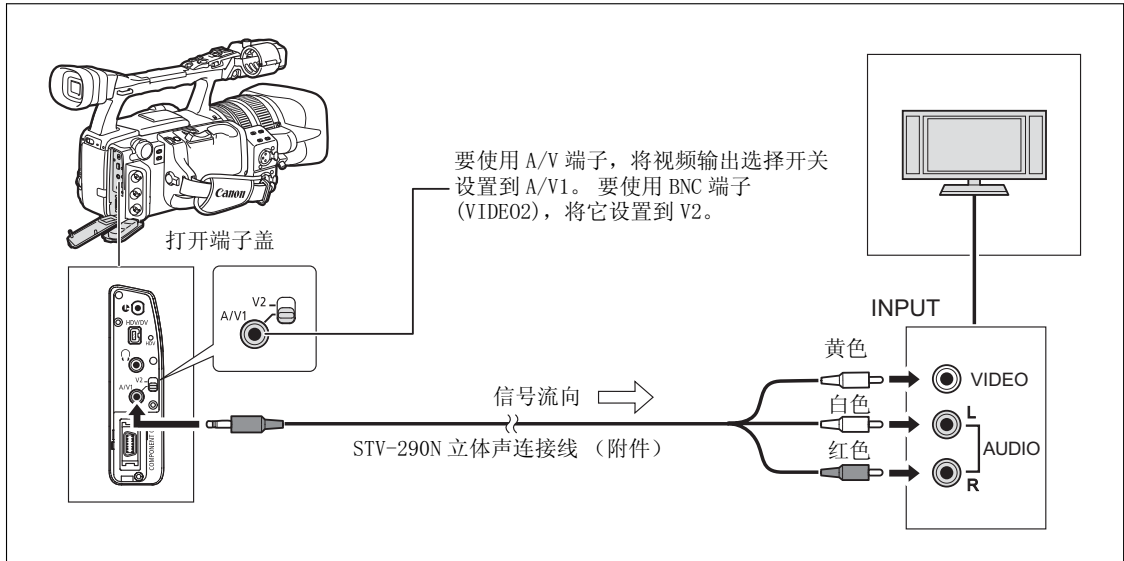 Canon
要使用 A/V 端子，将视频输出选择开关
设置到 A/V1。 要使用 BNC 端子
(VIDEO2)，将它设置到 V2。
打开端子盖
V2
A/V1
HDV/DV
HDV
V2
A/V1
INPUT
黄色
VIDEO
信号流向
白色
L
STV-290N 立体声连接线 （附件）
AUDIO
红色
R